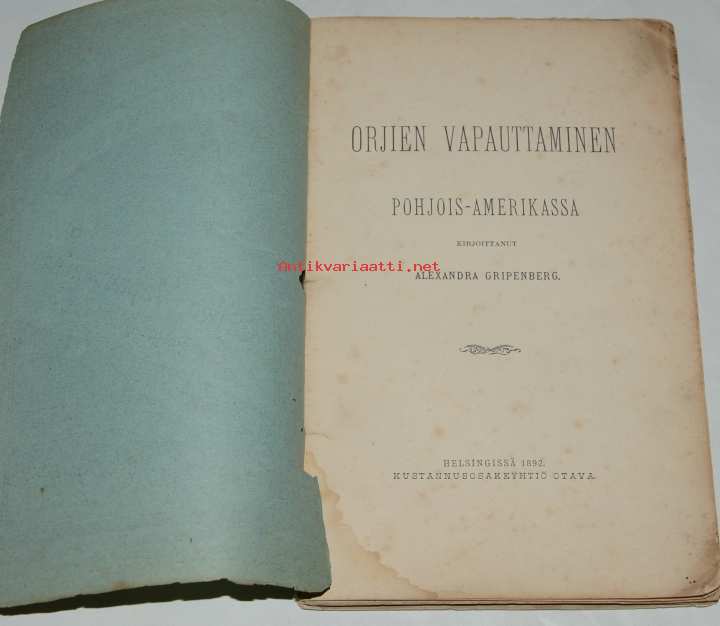 ORJIEN VAPAUTTAMINEN
POHJOIS-AMERIKASSA
KIRJOITTANUT
Antikvariaatti.net
ALEXANDRA GRIPENBERG.
HELSINGISSÄ 1892.
KUSTANNUSOSAKEYHTIÖ OTAVA.